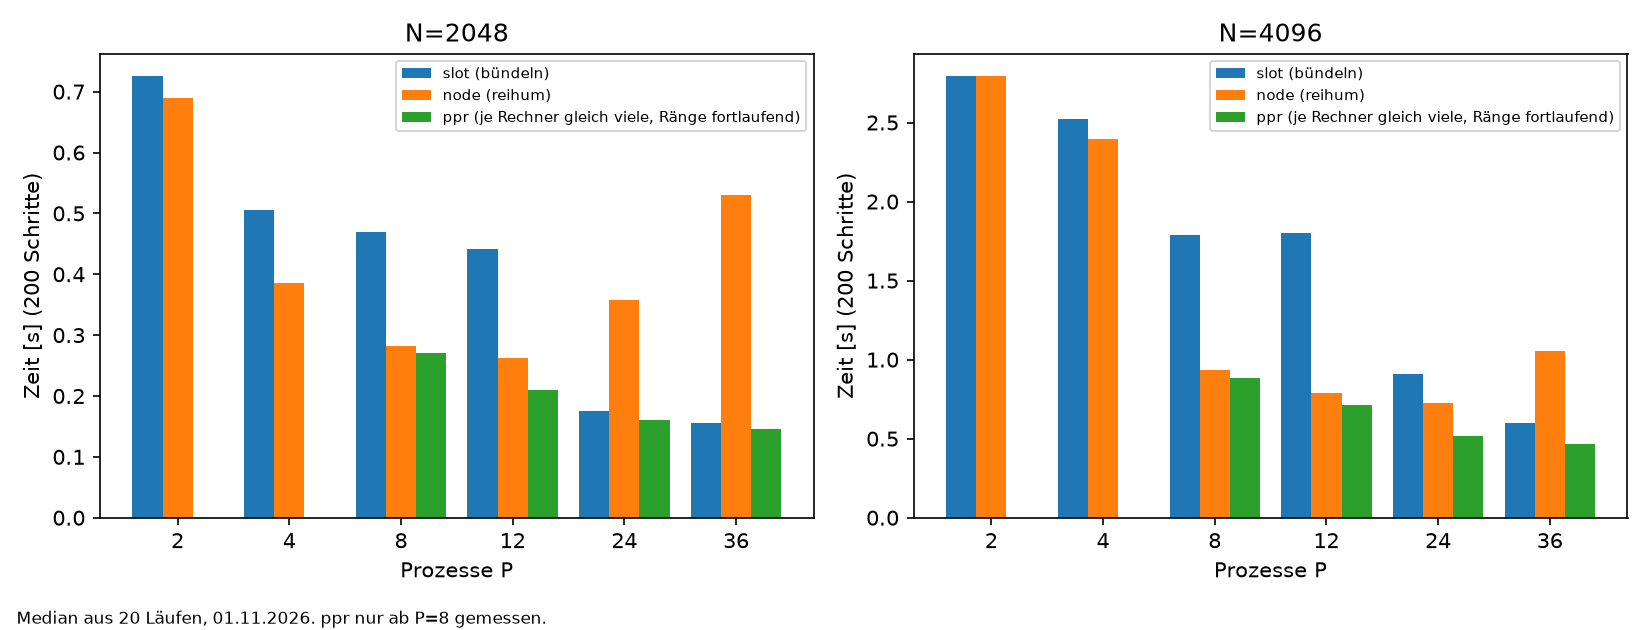 N=2048
0.7
0.6
0.5
0.4
0.3
0.2
0.1
0.0
Zeit [s] (200 Schritte)
slot (bündeln)
node (reihum)
ppr (je Rechner gleich viele, Ränge fortlaufend)
2 4 8 12 24 36
Prozesse P
N=4096
2.5
2.0
1.5
1.0
0.5
0.0
Zeit [s] (200 Schritte)
slot (bündeln)
node (reihum)
ppr (je Rechner gleich viele, Ränge fortlaufend)
2 4 8 12 24 36
Prozesse P
Median aus 20 Läufen, 01.11.2026. ppr nur ab P=8 gemessen.